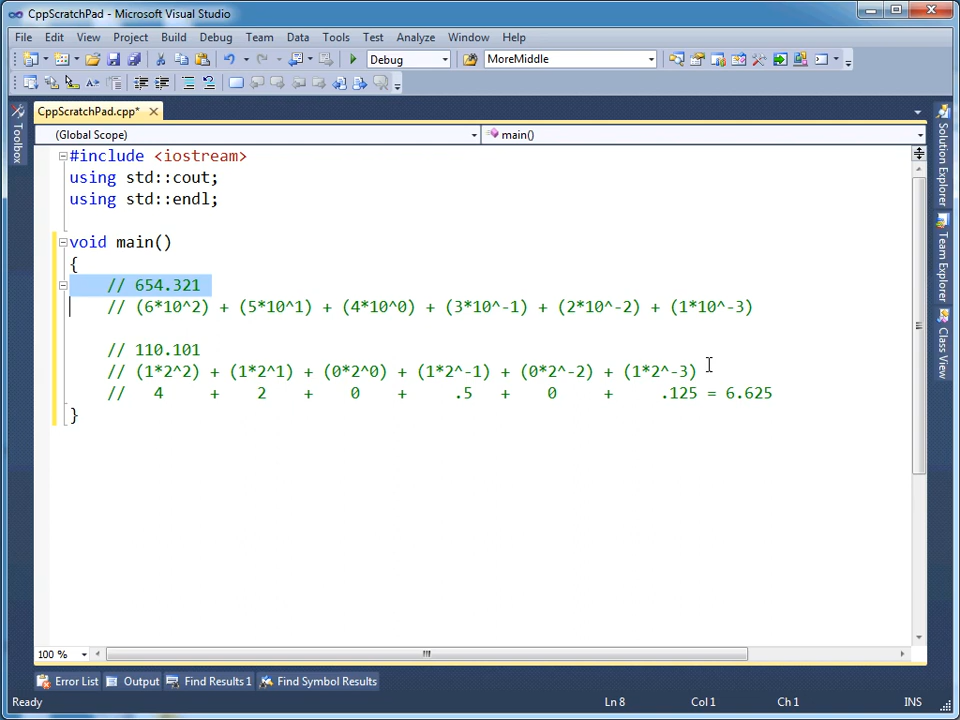 CppScratchPad - Microsoft Visual Studio
File Edit View Project Build Debug Team Data Tools Test Analyze Window Help
Debug MoreMiddle
CppScratchPad.cpp*
(Global Scope) main()
Toolbox
Solution Explorer
Team Explorer
Class View
#include <iostream>
using std::cout;
using std::endl;
void main()
{
// 654.321
// (6*10^2) + (5*10^1) + (4*10^0) + (3*10^-1) + (2*10^-2) + (1*10^-3)
// 110.101
// (1*2^2) + (1*2^1) + (0*2^0) + (1*2^-1) + (0*2^-2) + (1*2^-3)
// 4 + 2 + 0 + .5 + 0 + .125 = 6.625
}
100 %
Error List Output Find Results 1 Find Symbol Results
Ready Ln 8 Col 1 Ch 1 INS